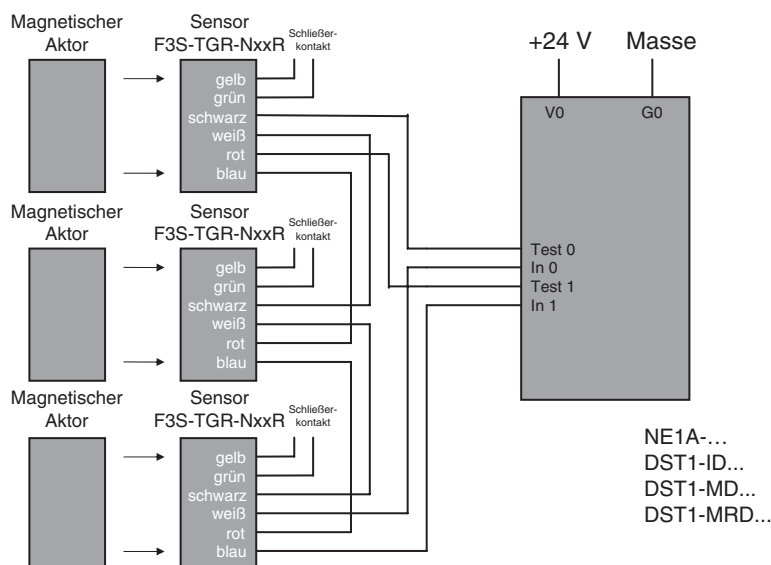 Magnetischer
Aktor
Sensor
F3S-TGR-NxxR
Schließer-
kontakt
gelb
grün
schwarz
weiß
rot
blau
Magnetischer
Aktor
Sensor
F3S-TGR-NxxR
Schließer-
kontakt
gelb
grün
schwarz
weiß
rot
blau
Magnetischer
Aktor
Sensor
F3S-TGR-NxxR
Schließer-
kontakt
gelb
grün
schwarz
weiß
rot
blau
+24 V Masse
V0 G0
Test 0
In 0
Test 1
In 1
NE1A-...
DST1-ID...
DST1-MD...
DST1-MRD...